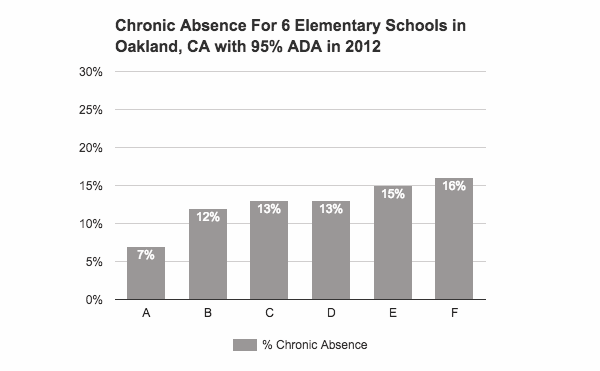 Chronic Absence For 6 Elementary Schools in
Oakland, CA with 95% ADA in 2012
30%
25%
20%
15%
10%
5%
0%
7%
12%
13%
13%
15%
16%
A
B
C
D
E
F
% Chronic Absence